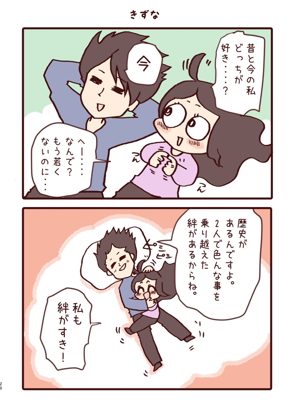 きずな
昔と今の私
どっちが
好き・・・・?
今
へー・・・・
なんで?
もう若く
ないのに・・・
歴史が
あるんですよ。
2人で色んな事を
乗り越えた
絆があるからね。
私も
絆がすき!